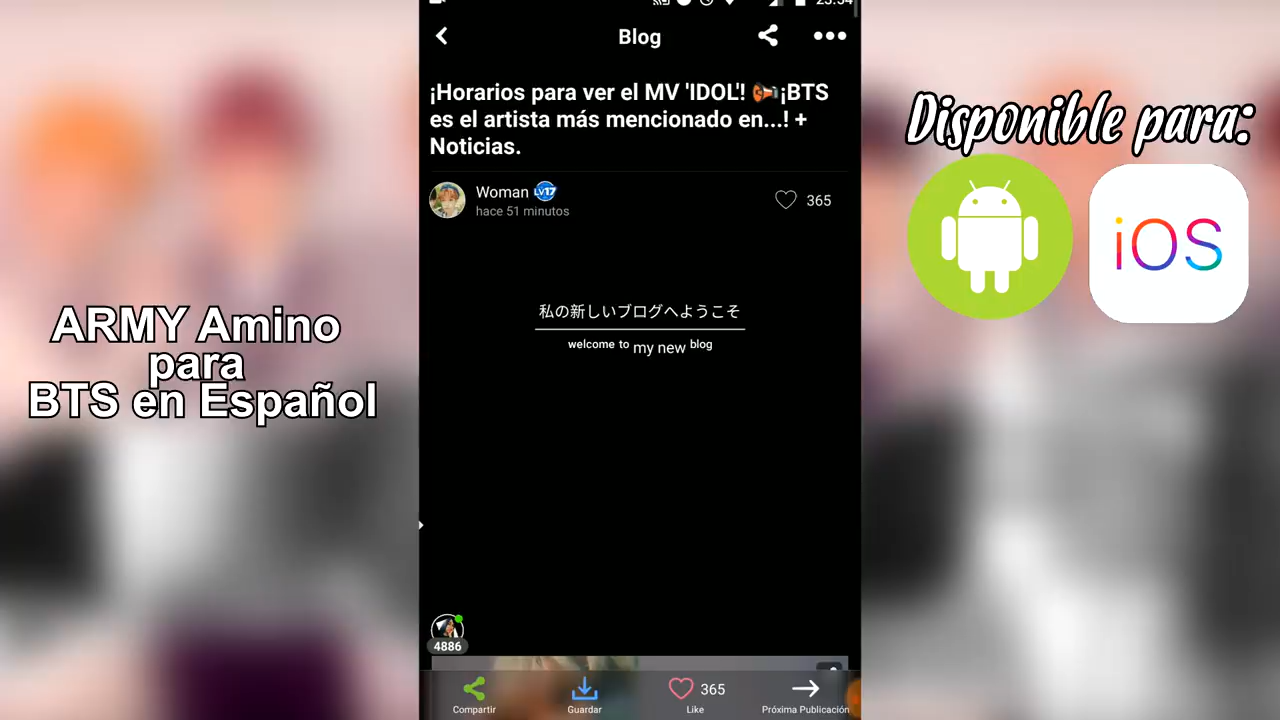 Blog
¡Horarios para ver el MV 'IDOL'! 📢¡BTS
es el artista más mencionado en...! +
Noticias.
Woman LV17
hace 51 minutos
365
私の新しいブログへようこそ
welcome to my new blog
4886
Compartir
Guardar
365
Like
Próxima Publicación
ARMY Amino
para
BTS en Español
Disponible para:
iOS